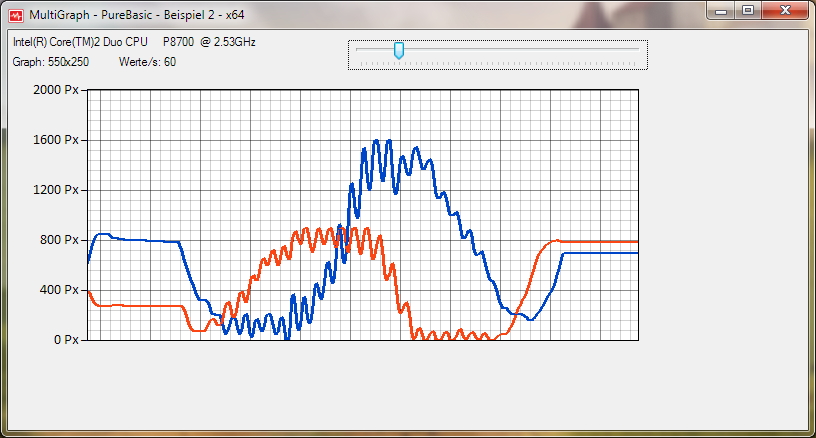 MultiGraph - PureBasic - Beispiel 2 - x64
Intel(R) Core(TM)2 Duo CPU P8700 @ 2.53GHz
Graph: 550x250 Werte/s: 60
2000 Px
1600 Px
1200 Px
800 Px
400 Px
0 Px